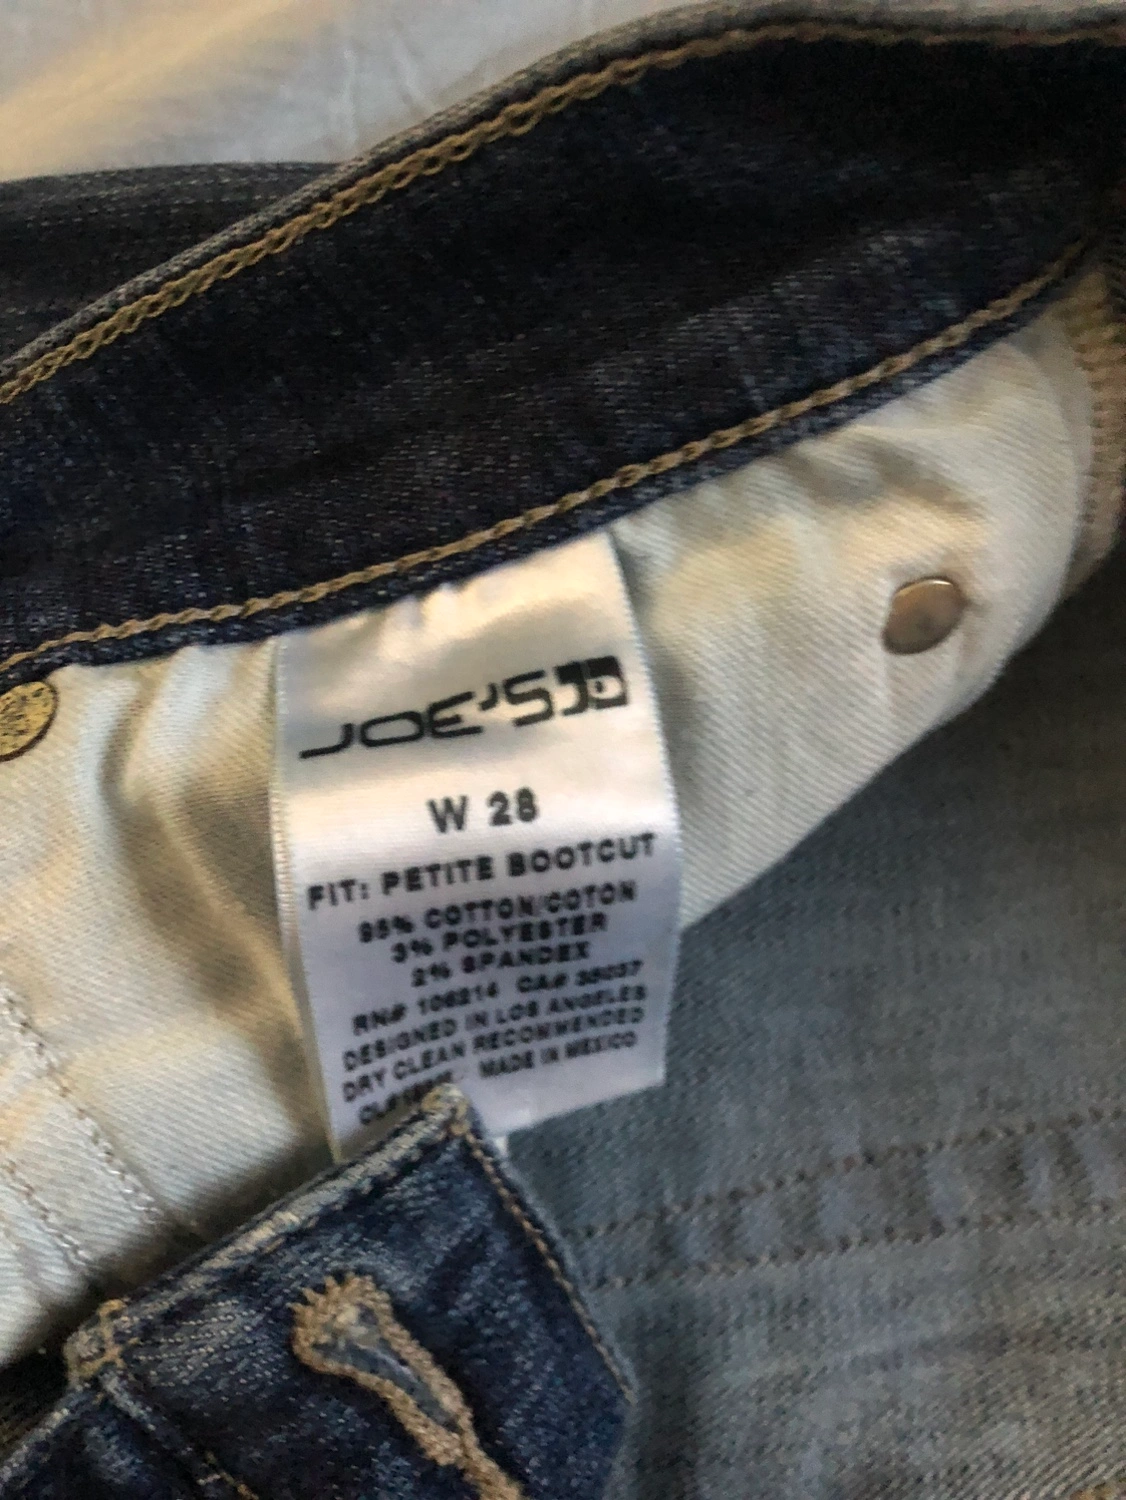 JOE'S
W 28
FIT: PETITE BOOTCUT
95% COTTON/COTON
3% POLYESTER
2% SPANDEX
RN# 106214 CA# 35037
DESIGNED IN LOS ANGELES
DRY CLEAN RECOMMENDED
MADE IN MEXICO